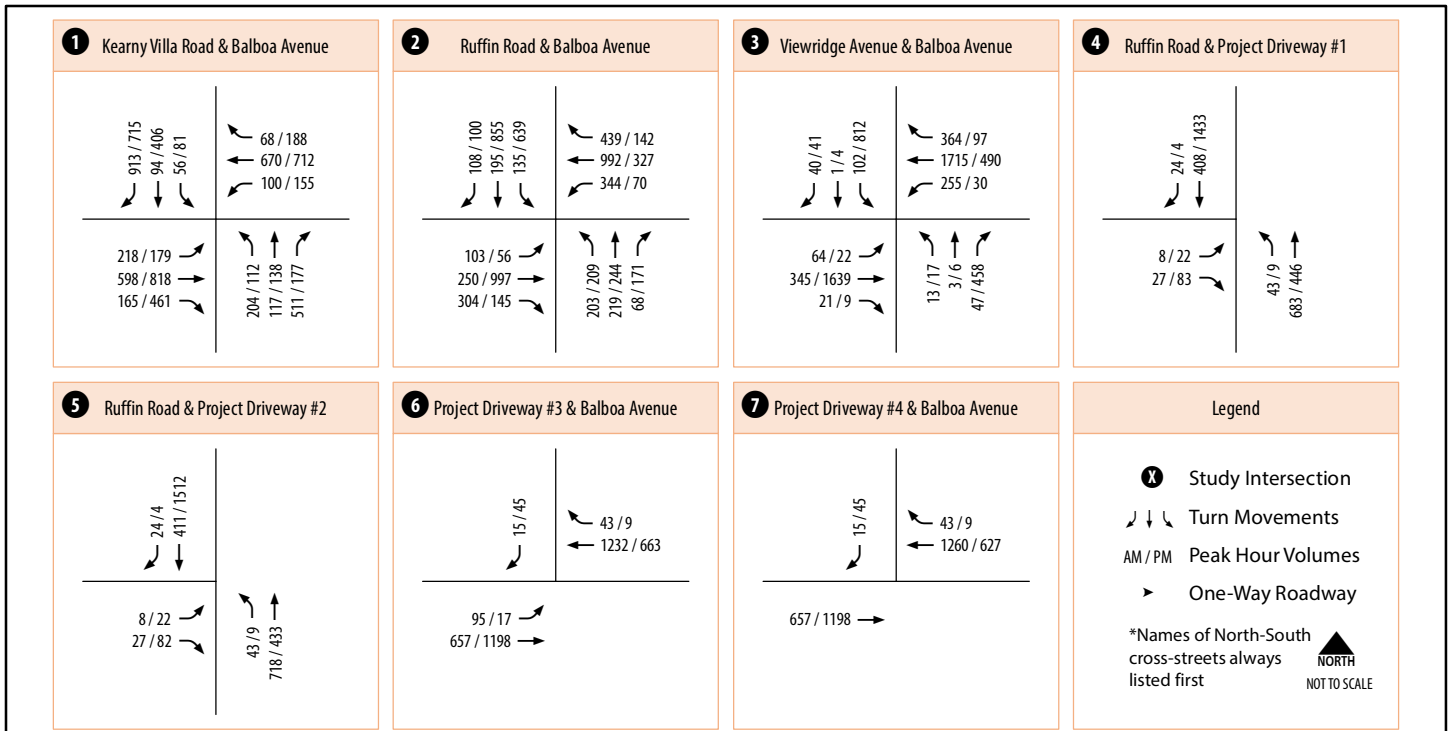 1 Kearny Villa Road & Balboa Avenue
913 / 715
94 / 406
56 / 81
68 / 188
670 / 712
100 / 155
218 / 179
598 / 818
165 / 461
204 / 112
117 / 138
511 / 177
2 Ruffin Road & Balboa Avenue
108 / 100
195 / 855
135 / 639
439 / 142
992 / 327
344 / 70
103 / 56
250 / 997
304 / 145
203 / 209
219 / 244
68 / 171
3 Viewridge Avenue & Balboa Avenue
40 / 41
1 / 4
102 / 812
364 / 97
1715 / 490
255 / 30
64 / 22
345 / 1639
21 / 9
13 / 17
3 / 6
47 / 458
4 Ruffin Road & Project Driveway #1
24 / 4
408 / 1433
8 / 22
27 / 83
43 / 9
683 / 446
5 Ruffin Road & Project Driveway #2
24 / 4
411 / 1512
8 / 22
27 / 82
43 / 9
718 / 433
6 Project Driveway #3 & Balboa Avenue
15 / 45
43 / 9
1232 / 663
95 / 17
657 / 1198
7 Project Driveway #4 & Balboa Avenue
15 / 45
43 / 9
1260 / 627
657 / 1198
Legend
X Study Intersection
Turn Movements
AM / PM Peak Hour Volumes
One-Way Roadway
*Names of North-South
cross-streets always
listed first
NORTH
NOT TO SCALE